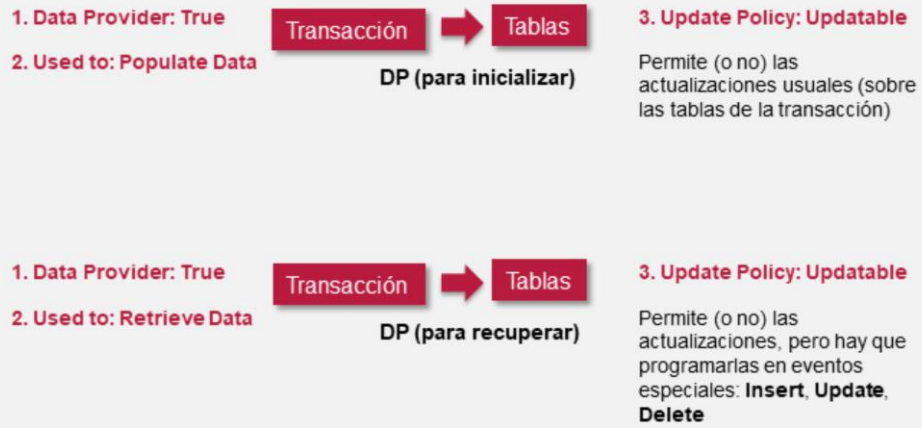 1. Data Provider: True
2. Used to: Populate Data
Transacción
Tablas
DP (para inicializar)
3. Update Policy: Updatable
Permite (o no) las
actualizaciones usuales (sobre
las tablas de la transacción)
1. Data Provider: True
2. Used to: Retrieve Data
Transacción
Tablas
DP (para recuperar)
3. Update Policy: Updatable
Permite (o no) las
actualizaciones, pero hay que
programarlas en eventos
especiales: Insert, Update,
Delete